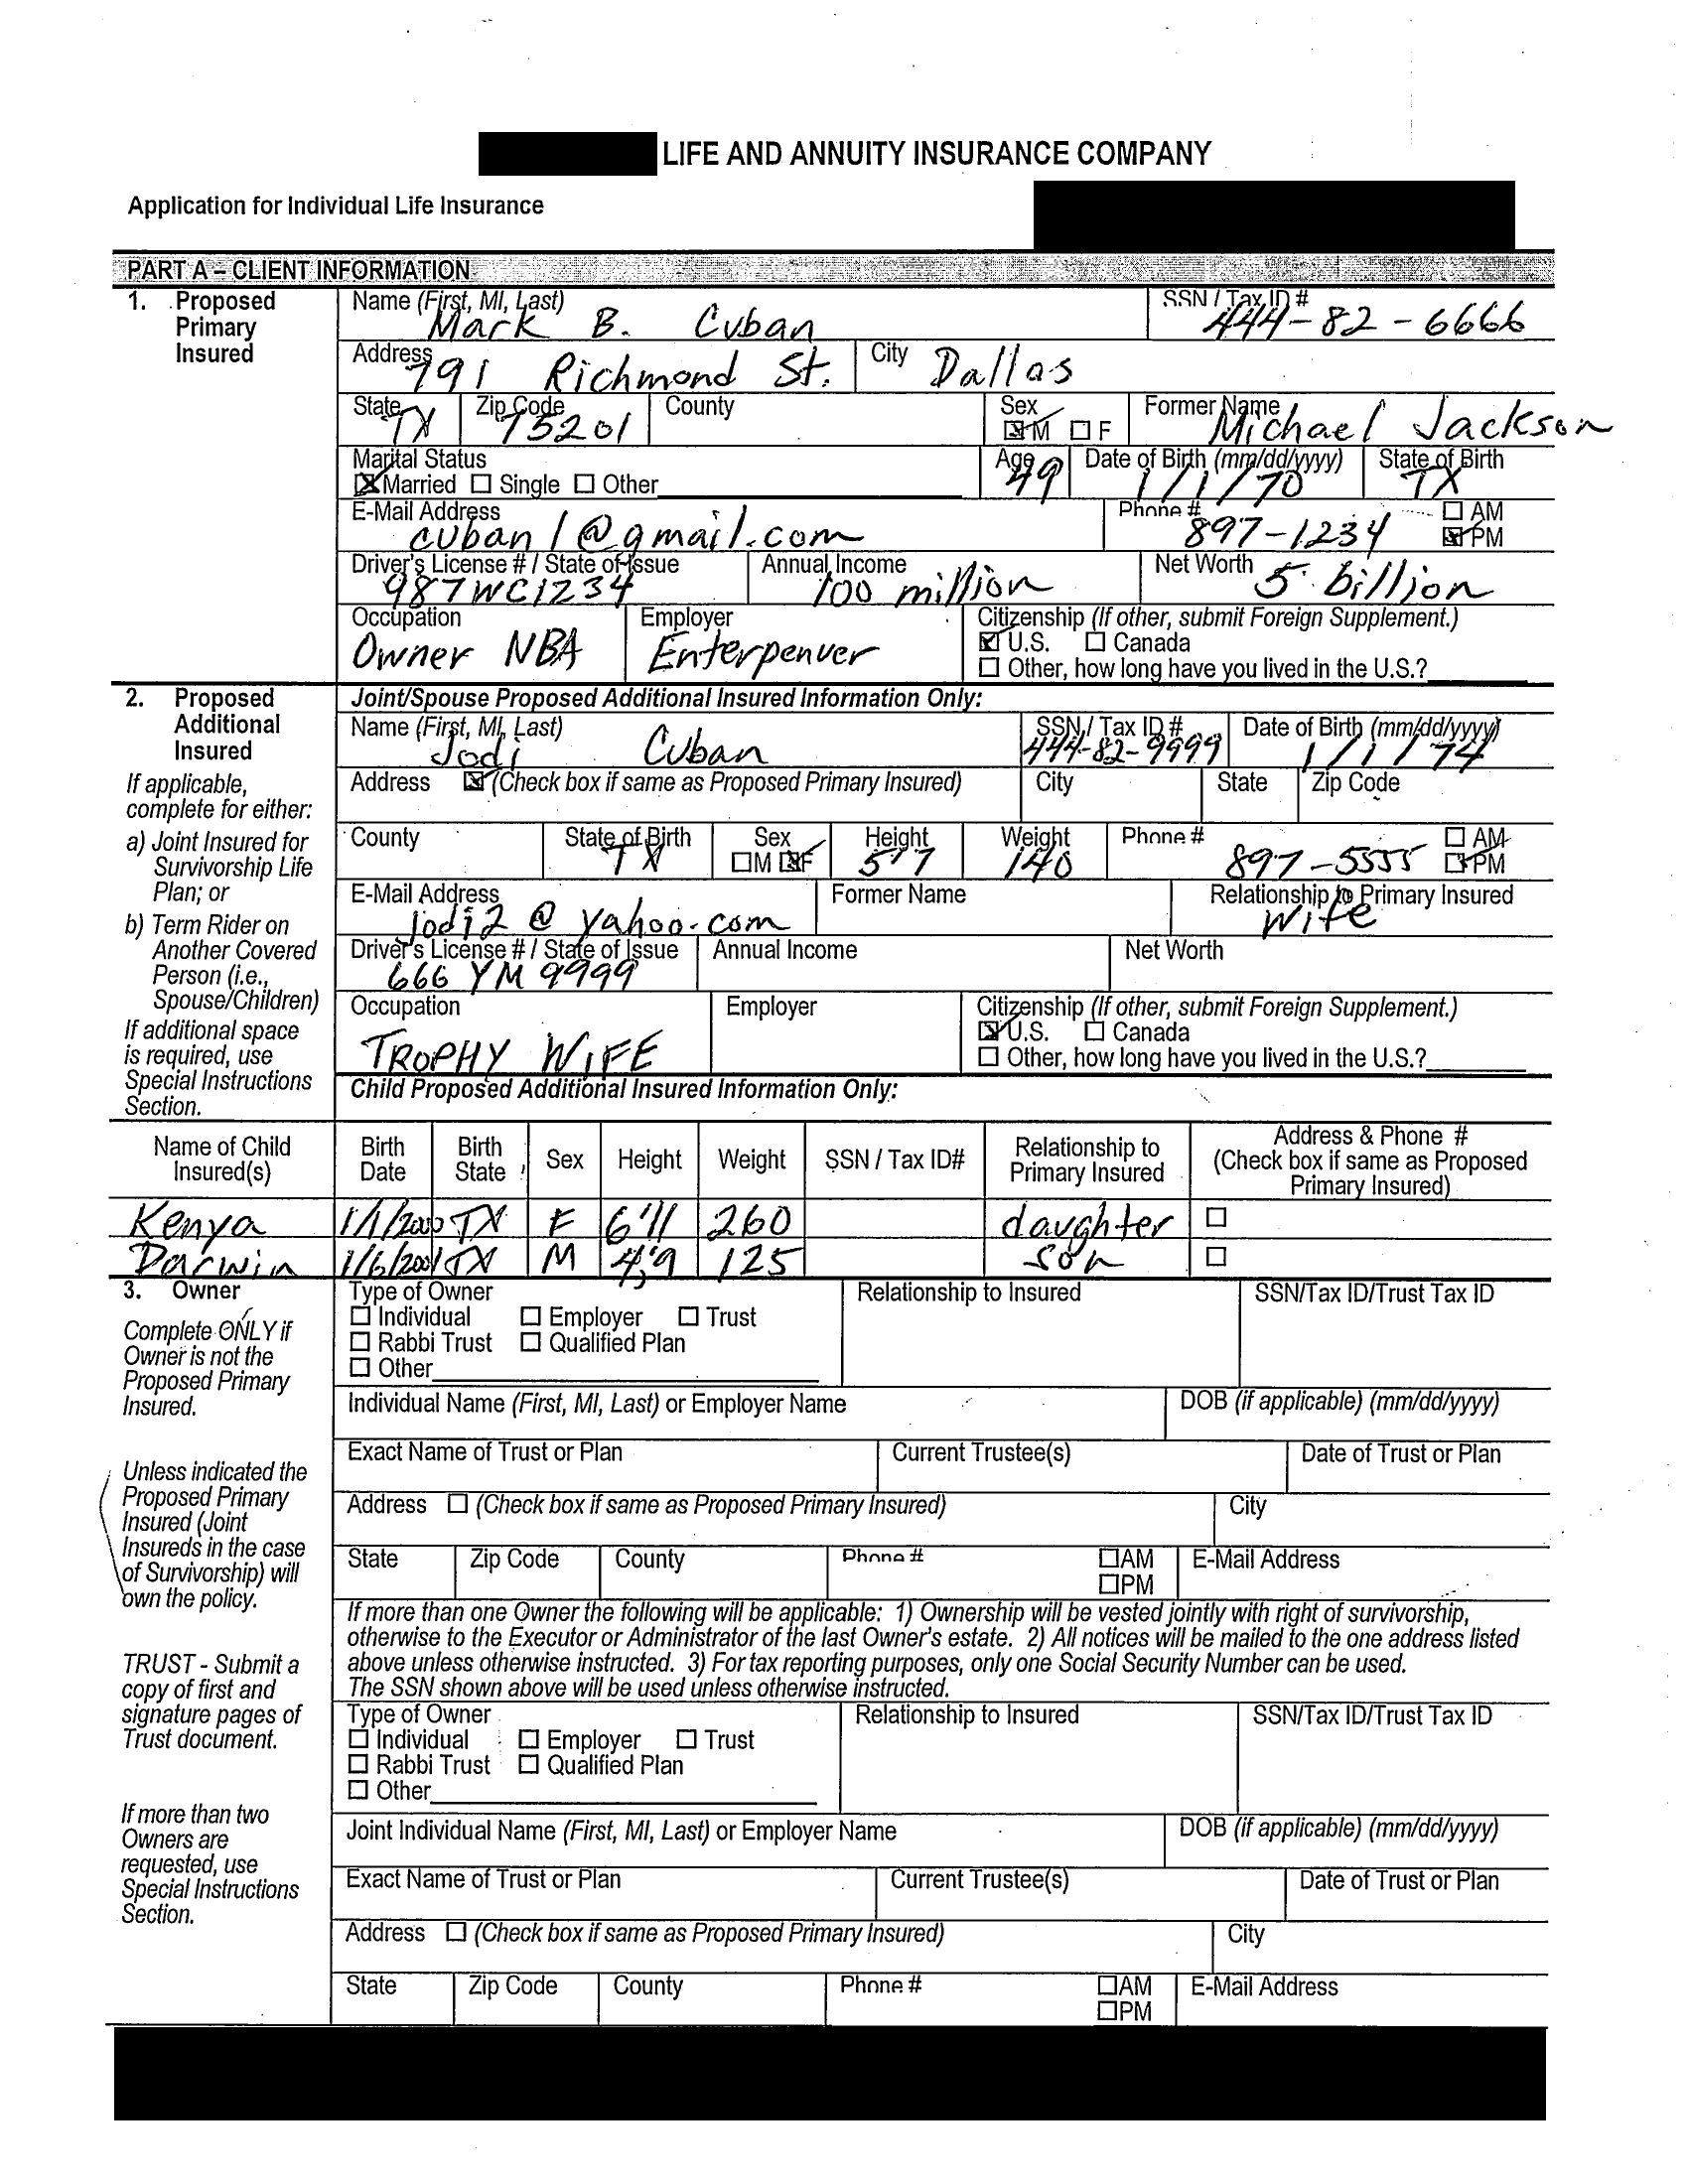 LIFE AND ANNUITY INSURANCE COMPANY
Application for Individual Life Insurance
PART A – CLIENT INFORMATION
1. Proposed Primary Insured
Name (First, MI, Last) Mark B. Cuban SSN / Tax ID # 444-82-6666
Address 791 Richmond St. City Dallas
State TX Zip Code 75201 County Sex ☒ M ☐ F Former Name Michael Jackson
Marital Status Age 49 Date of Birth (mm/dd/yyyy) 1/1/70 State of Birth TX
☒ Married ☐ Single ☐ Other
E-Mail Address cuban1@gmail.com Phone # 897-1234 ☐ AM ☒ PM
Driver's License # / State of Issue 987WC1234 Annual Income 100 million Net Worth 5 billion
Occupation Owner NBA Employer Enterpenuer Citizenship (If other, submit Foreign Supplement.)
☒ U.S. ☐ Canada
☐ Other, how long have you lived in the U.S.?
2. Proposed Additional Insured
If applicable, complete for either:
a) Joint Insured for Survivorship Life Plan; or
b) Term Rider on Another Covered Person (i.e., Spouse/Children)
If additional space is required, use Special Instructions Section.
Joint/Spouse Proposed Additional Insured Information Only:
Name (First, MI, Last) Jodi Cuban SSN / Tax ID # 444-82-9999 Date of Birth (mm/dd/yyyy) 1/1/74
Address ☒ (Check box if same as Proposed Primary Insured) City State Zip Code
County State of Birth TX Sex ☐ M ☒ F Height 5'7 Weight 140 Phone # 897-5555 ☐ AM ☒ PM
E-Mail Address jodi2@yahoo.com Former Name Relationship to Primary Insured Wife
Driver's License # / State of Issue 666 YM 9999 Annual Income Net Worth
Occupation TROPHY WIFE Employer Citizenship (If other, submit Foreign Supplement.)
☒ U.S. ☐ Canada
☐ Other, how long have you lived in the U.S.?
Child Proposed Additional Insured Information Only:
Name of Child Insured(s) Birth Date Birth State Sex Height Weight SSN / Tax ID# Relationship to Primary Insured Address & Phone # (Check box if same as Proposed Primary Insured)
Kenya 1/1/2000 TX F 6'11 260 daughter ☐
Darwin 1/6/2001 TX M 4'9 125 son ☐
3. Owner
Complete ONLY if Owner is not the Proposed Primary Insured.
Unless indicated the Proposed Primary Insured (Joint Insureds in the case of Survivorship) will own the policy.
TRUST - Submit a copy of first and signature pages of Trust document.
If more than two Owners are requested, use Special Instructions Section.
Type of Owner Relationship to Insured SSN/Tax ID/Trust Tax ID
☐ Individual ☐ Employer ☐ Trust
☐ Rabbi Trust ☐ Qualified Plan
☐ Other
Individual Name (First, MI, Last) or Employer Name DOB (if applicable) (mm/dd/yyyy)
Exact Name of Trust or Plan Current Trustee(s) Date of Trust or Plan
Address ☐ (Check box if same as Proposed Primary Insured) City
State Zip Code County Phone # ☐ AM ☐ PM E-Mail Address
If more than one Owner the following will be applicable: 1) Ownership will be vested jointly with right of survivorship,
otherwise to the Executor or Administrator of the last Owner's estate. 2) All notices will be mailed to the one address listed
above unless otherwise instructed. 3) For tax reporting purposes, only one Social Security Number can be used.
The SSN shown above will be used unless otherwise instructed.
Type of Owner Relationship to Insured SSN/Tax ID/Trust Tax ID
☐ Individual ☐ Employer ☐ Trust
☐ Rabbi Trust ☐ Qualified Plan
☐ Other
Joint Individual Name (First, MI, Last) or Employer Name DOB (if applicable) (mm/dd/yyyy)
Exact Name of Trust or Plan Current Trustee(s) Date of Trust or Plan
Address ☐ (Check box if same as Proposed Primary Insured) City
State Zip Code County Phone # ☐ AM ☐ PM E-Mail Address